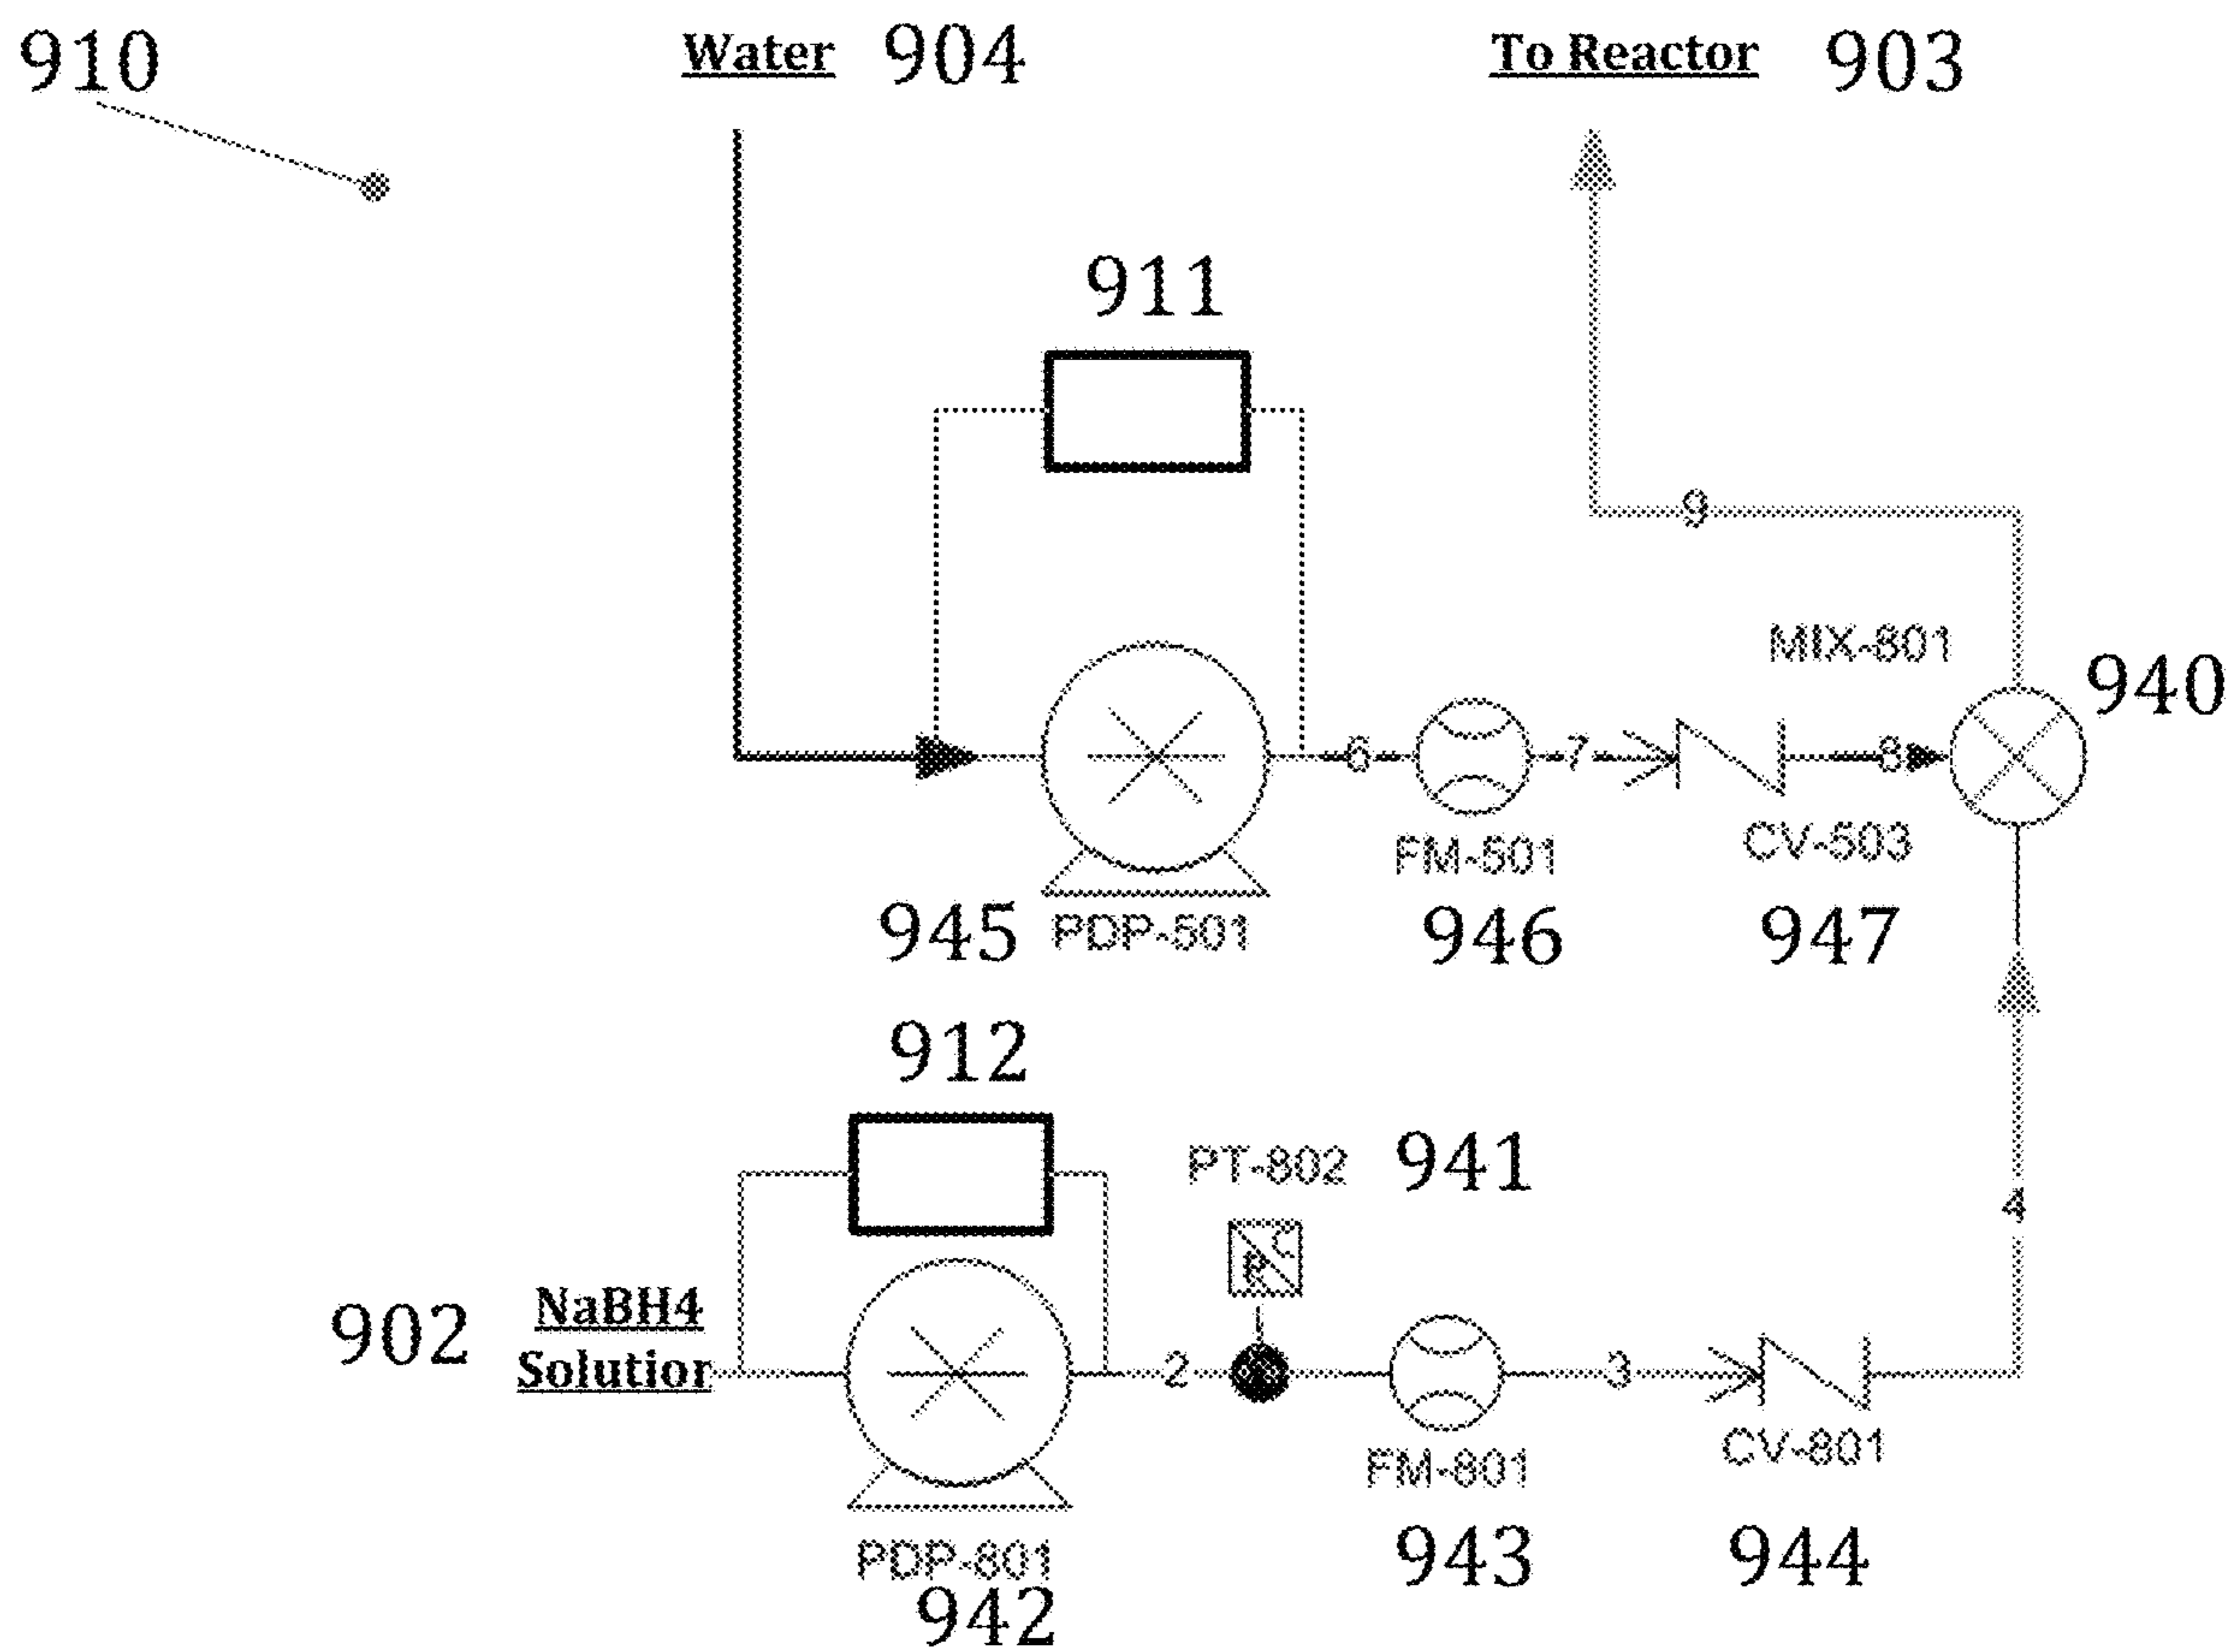 910
Water 904
To Reactor 903
911
9
MIX-801
940
6
7
8
FM-501
CV-503
945 PDP-501
946
947
912
PT-802 941
P C
4
902
NaBH4
Solution
2
3
FM-801
CV-801
PDP-801
942
943
944